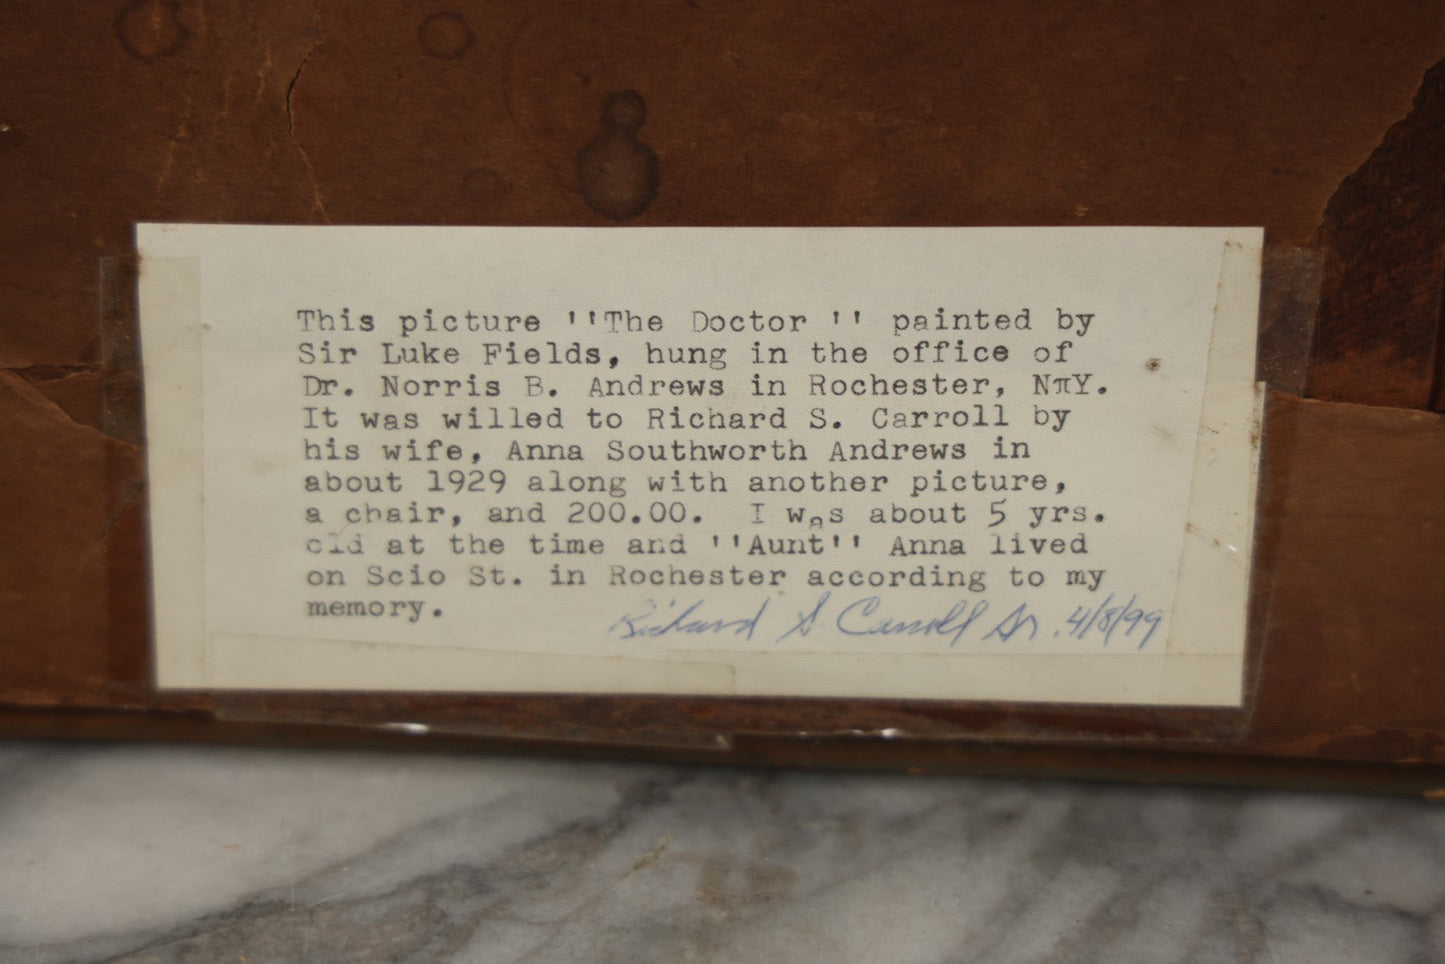 This picture ''The Doctor '' painted by
Sir Luke Fields, hung in the office of
Dr. Norris B. Andrews in Rochester, NπY.
It was willed to Richard S. Carroll by
his wife, Anna Southworth Andrews in
about 1929 along with another picture,
a chair, and 200.00. I was about 5 yrs.
old at the time and ''Aunt'' Anna lived
on Scio St. in Rochester according to my
memory.
Richard S Carroll Sr. 4/8/99